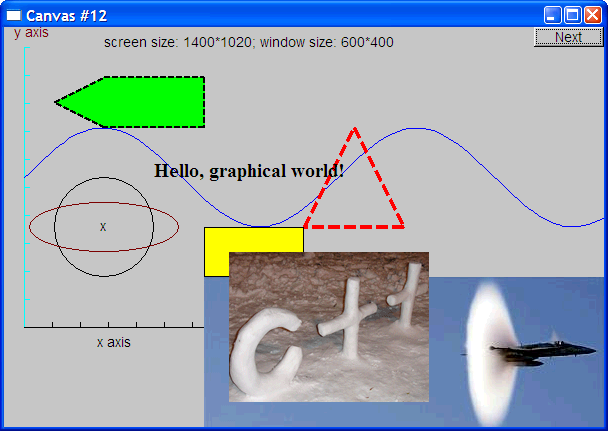 Canvas #12
y axis
screen size: 1400*1020; window size: 600*400
Next
Hello, graphical world!
x
C++
x axis